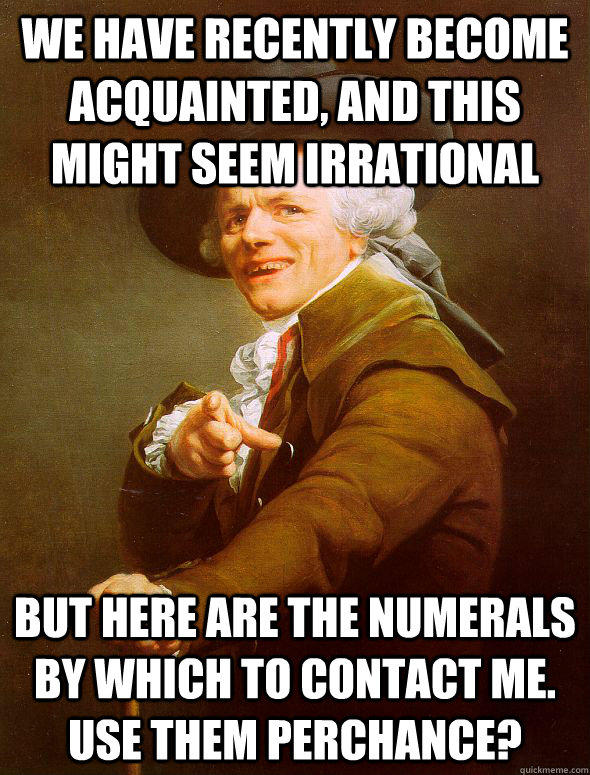 WE HAVE RECENTLY BECOME
ACQUAINTED, AND THIS
MIGHT SEEM IRRATIONAL
BUT HERE ARE THE NUMERALS
BY WHICH TO CONTACT ME.
USE THEM PERCHANCE?
quickmeme.com